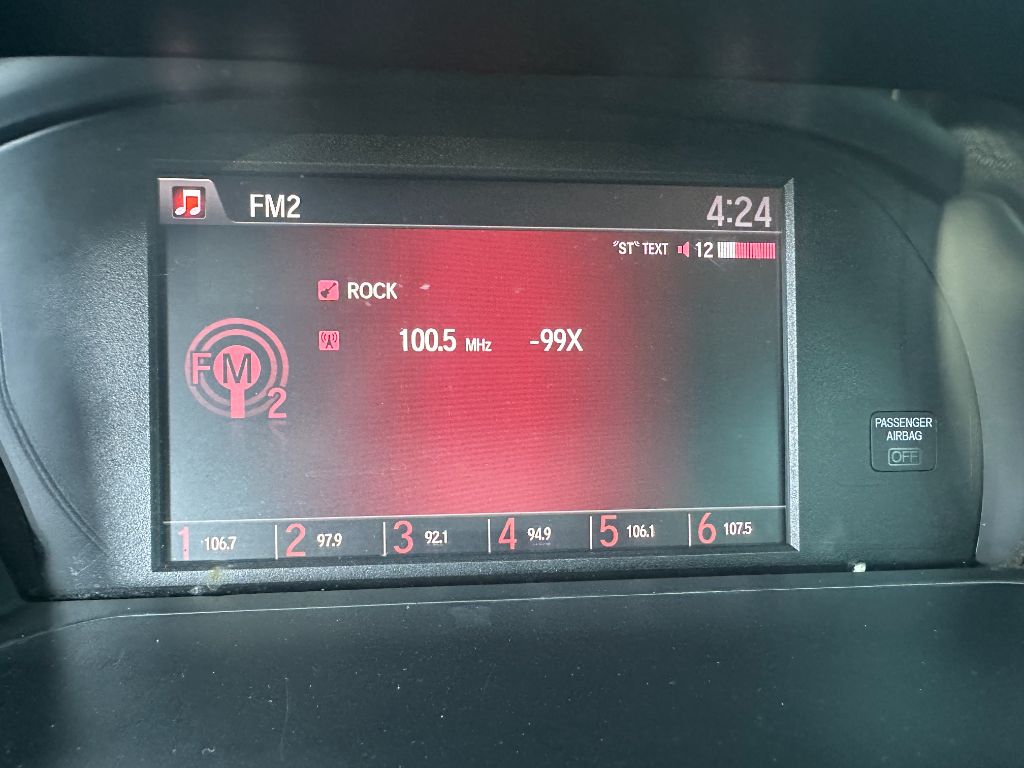 FM2
4:24
"ST" TEXT 12
ROCK
100.5 MHz -99X
FM2
PASSENGER
AIRBAG
OFF
1 106.7 2 97.9 3 92.1 4 94.9 5 106.1 6 107.5